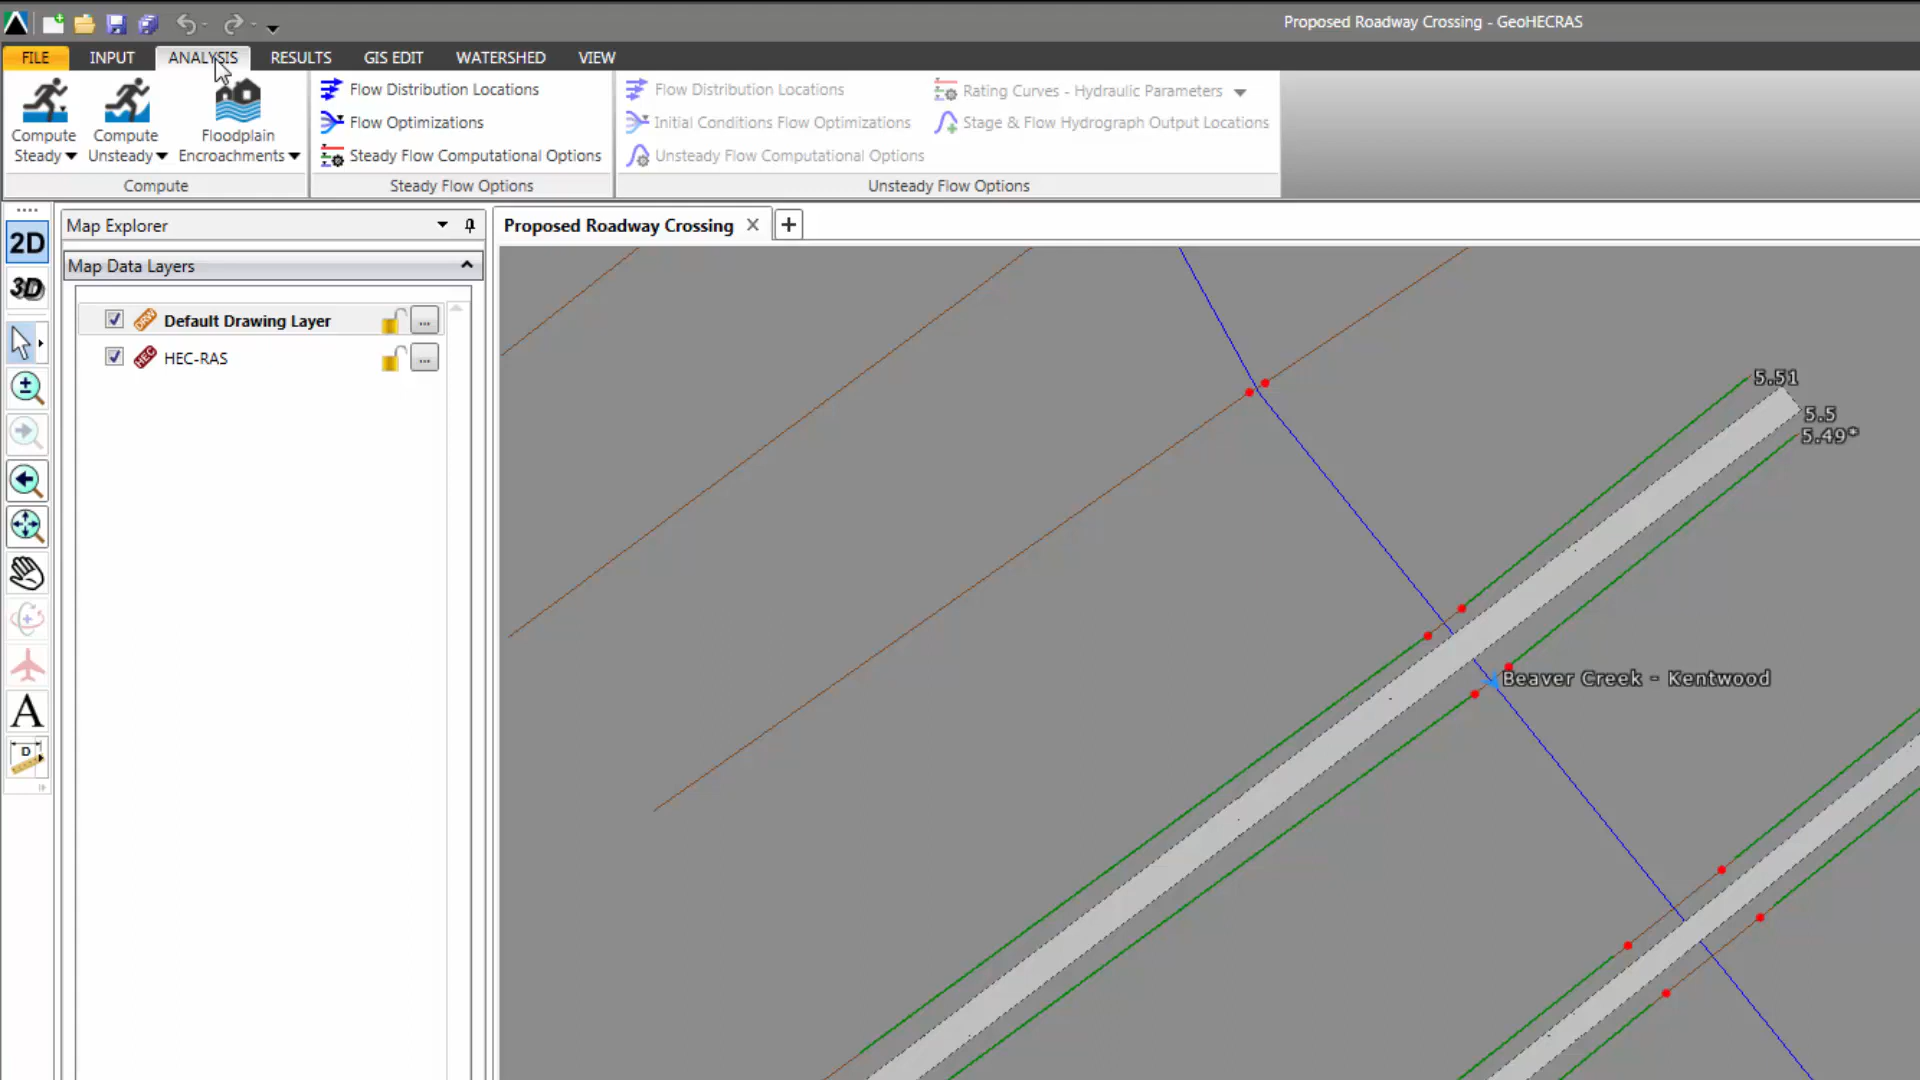 Proposed Roadway Crossing - GeoHECRAS
FILE INPUT ANALYSIS RESULTS GIS EDIT WATERSHED VIEW
Compute Steady
Compute Unsteady
Floodplain Encroachments
Compute
Flow Distribution Locations
Flow Optimizations
Steady Flow Computational Options
Steady Flow Options
Flow Distribution Locations
Initial Conditions Flow Optimizations
Unsteady Flow Computational Options
Rating Curves - Hydraulic Parameters
Stage & Flow Hydrograph Output Locations
Unsteady Flow Options
2D
3D
A
D
Map Explorer
Map Data Layers
Default Drawing Layer ...
HEC-RAS ...
Proposed Roadway Crossing
5.51
5.5
5.49*
Beaver Creek - Kentwood